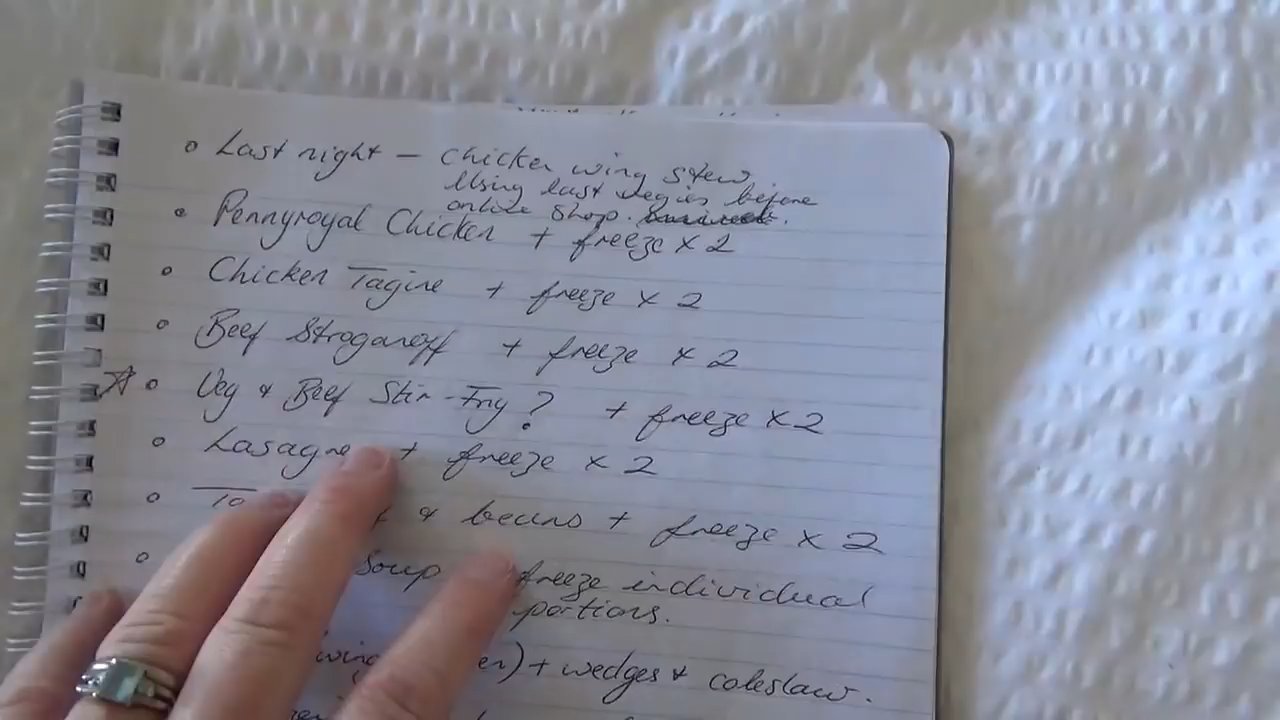 Last night – chicken wing stew.
Using last vegies before
online shop.
Pennyroyal Chicken + freeze x 2
Chicken Tagine + freeze x 2
Beef Stroganoff + freeze x 2
Veg & Beef Stir-Fry? + freeze x 2
Lasagne + freeze x 2
& beans + freeze x 2
Soup freeze individual
portions.
+ wedges & coleslaw.